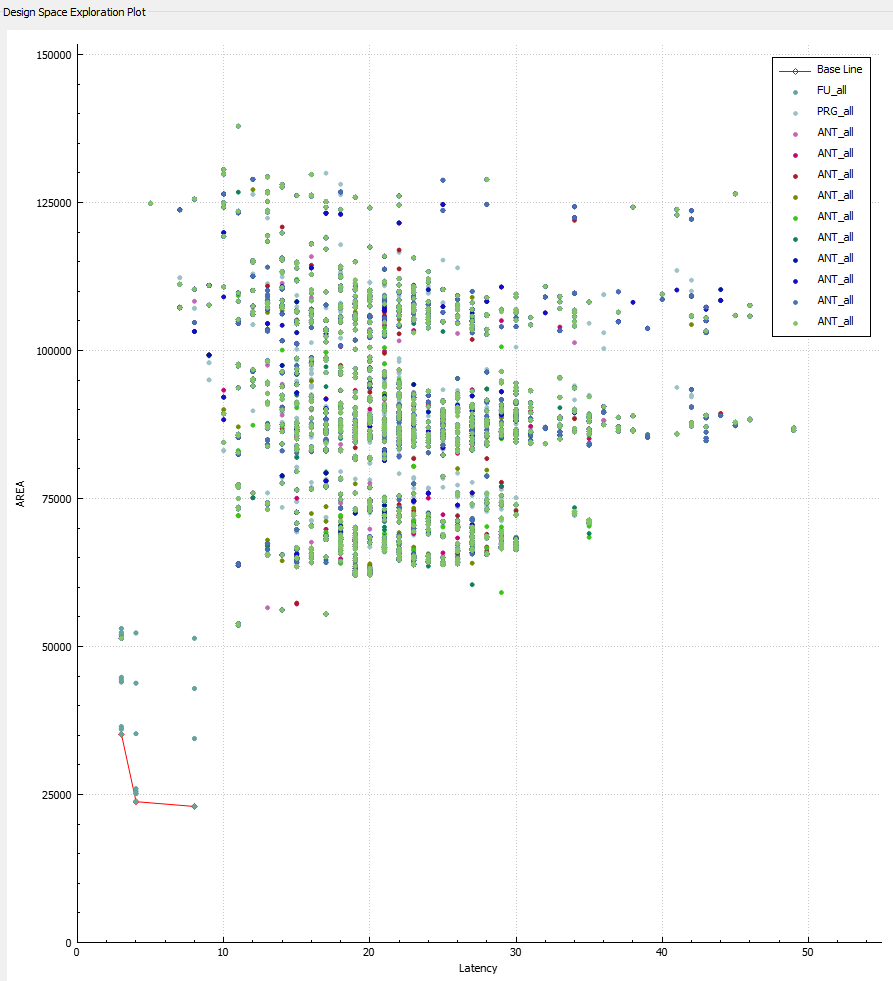 Design Space Exploration Plot
150000
125000
100000
75000
50000
25000
0
AREA
0 10 20 30 40 50
Latency
Base Line
FU_all
PRG_all
ANT_all
ANT_all
ANT_all
ANT_all
ANT_all
ANT_all
ANT_all
ANT_all
ANT_all
ANT_all